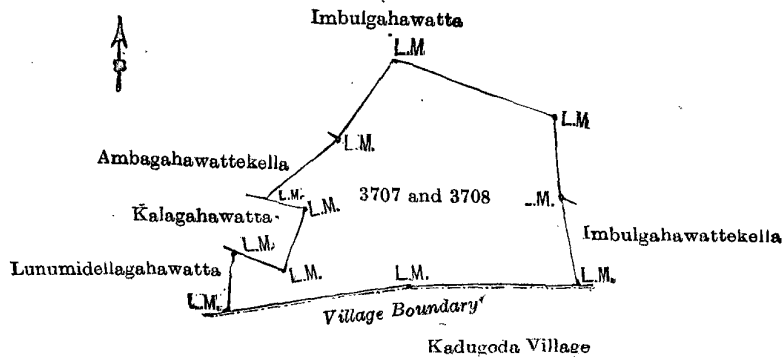 Imbulgahawatta
L.M
L.M
L.M.
Ambagahawattekella
L.M.
3707 and 3708
L.M.
Kalagahawatta
L.M.
L.M.
Imbulgahawattekella
Lunumidellagahawatta
L.M.
L.M.
L.M.
L.M.
Village Boundary
Kadugoda Village